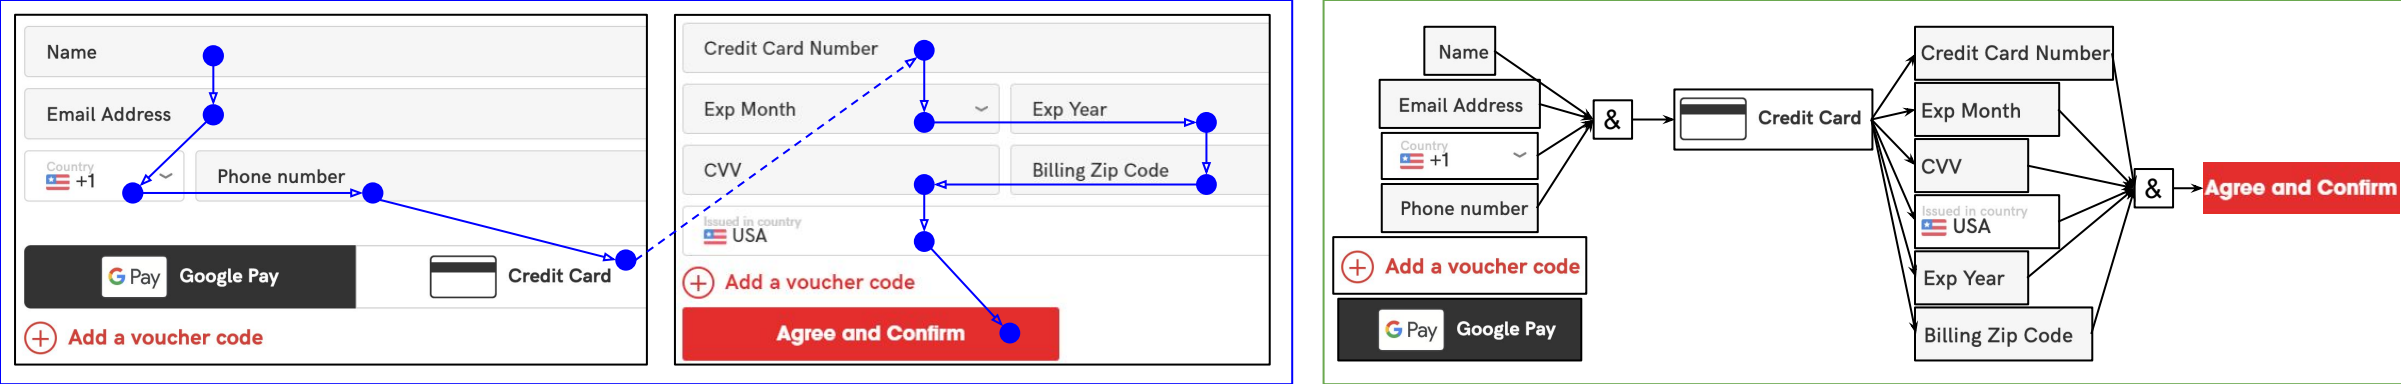 Name
Email Address
Country
+1
Phone number
G Pay Google Pay
Credit Card
Add a voucher code
Credit Card Number
Exp Month
Exp Year
CVV
Billing Zip Code
Issued in country
USA
Add a voucher code
Agree and Confirm
Name
Email Address
Country
+1
Phone number
Add a voucher code
G Pay Google Pay
&
Credit Card
Credit Card Number
Exp Month
CVV
Issued in country
USA
Exp Year
Billing Zip Code
&
Agree and Confirm